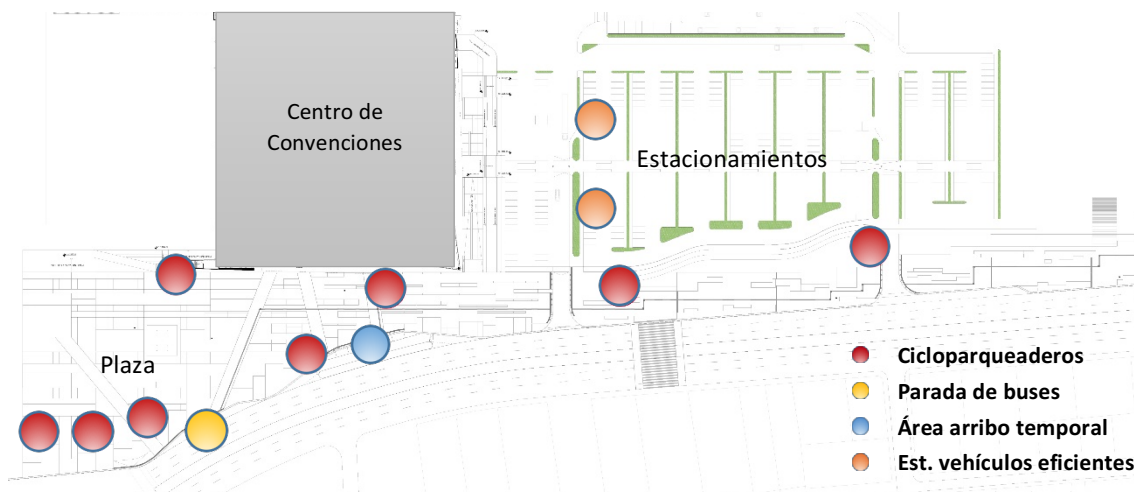 Centro de
Convenciones
Estacionamientos
Plaza
Cicloparqueaderos
Parada de buses
Área arribo temporal
Est. vehículos eficientes